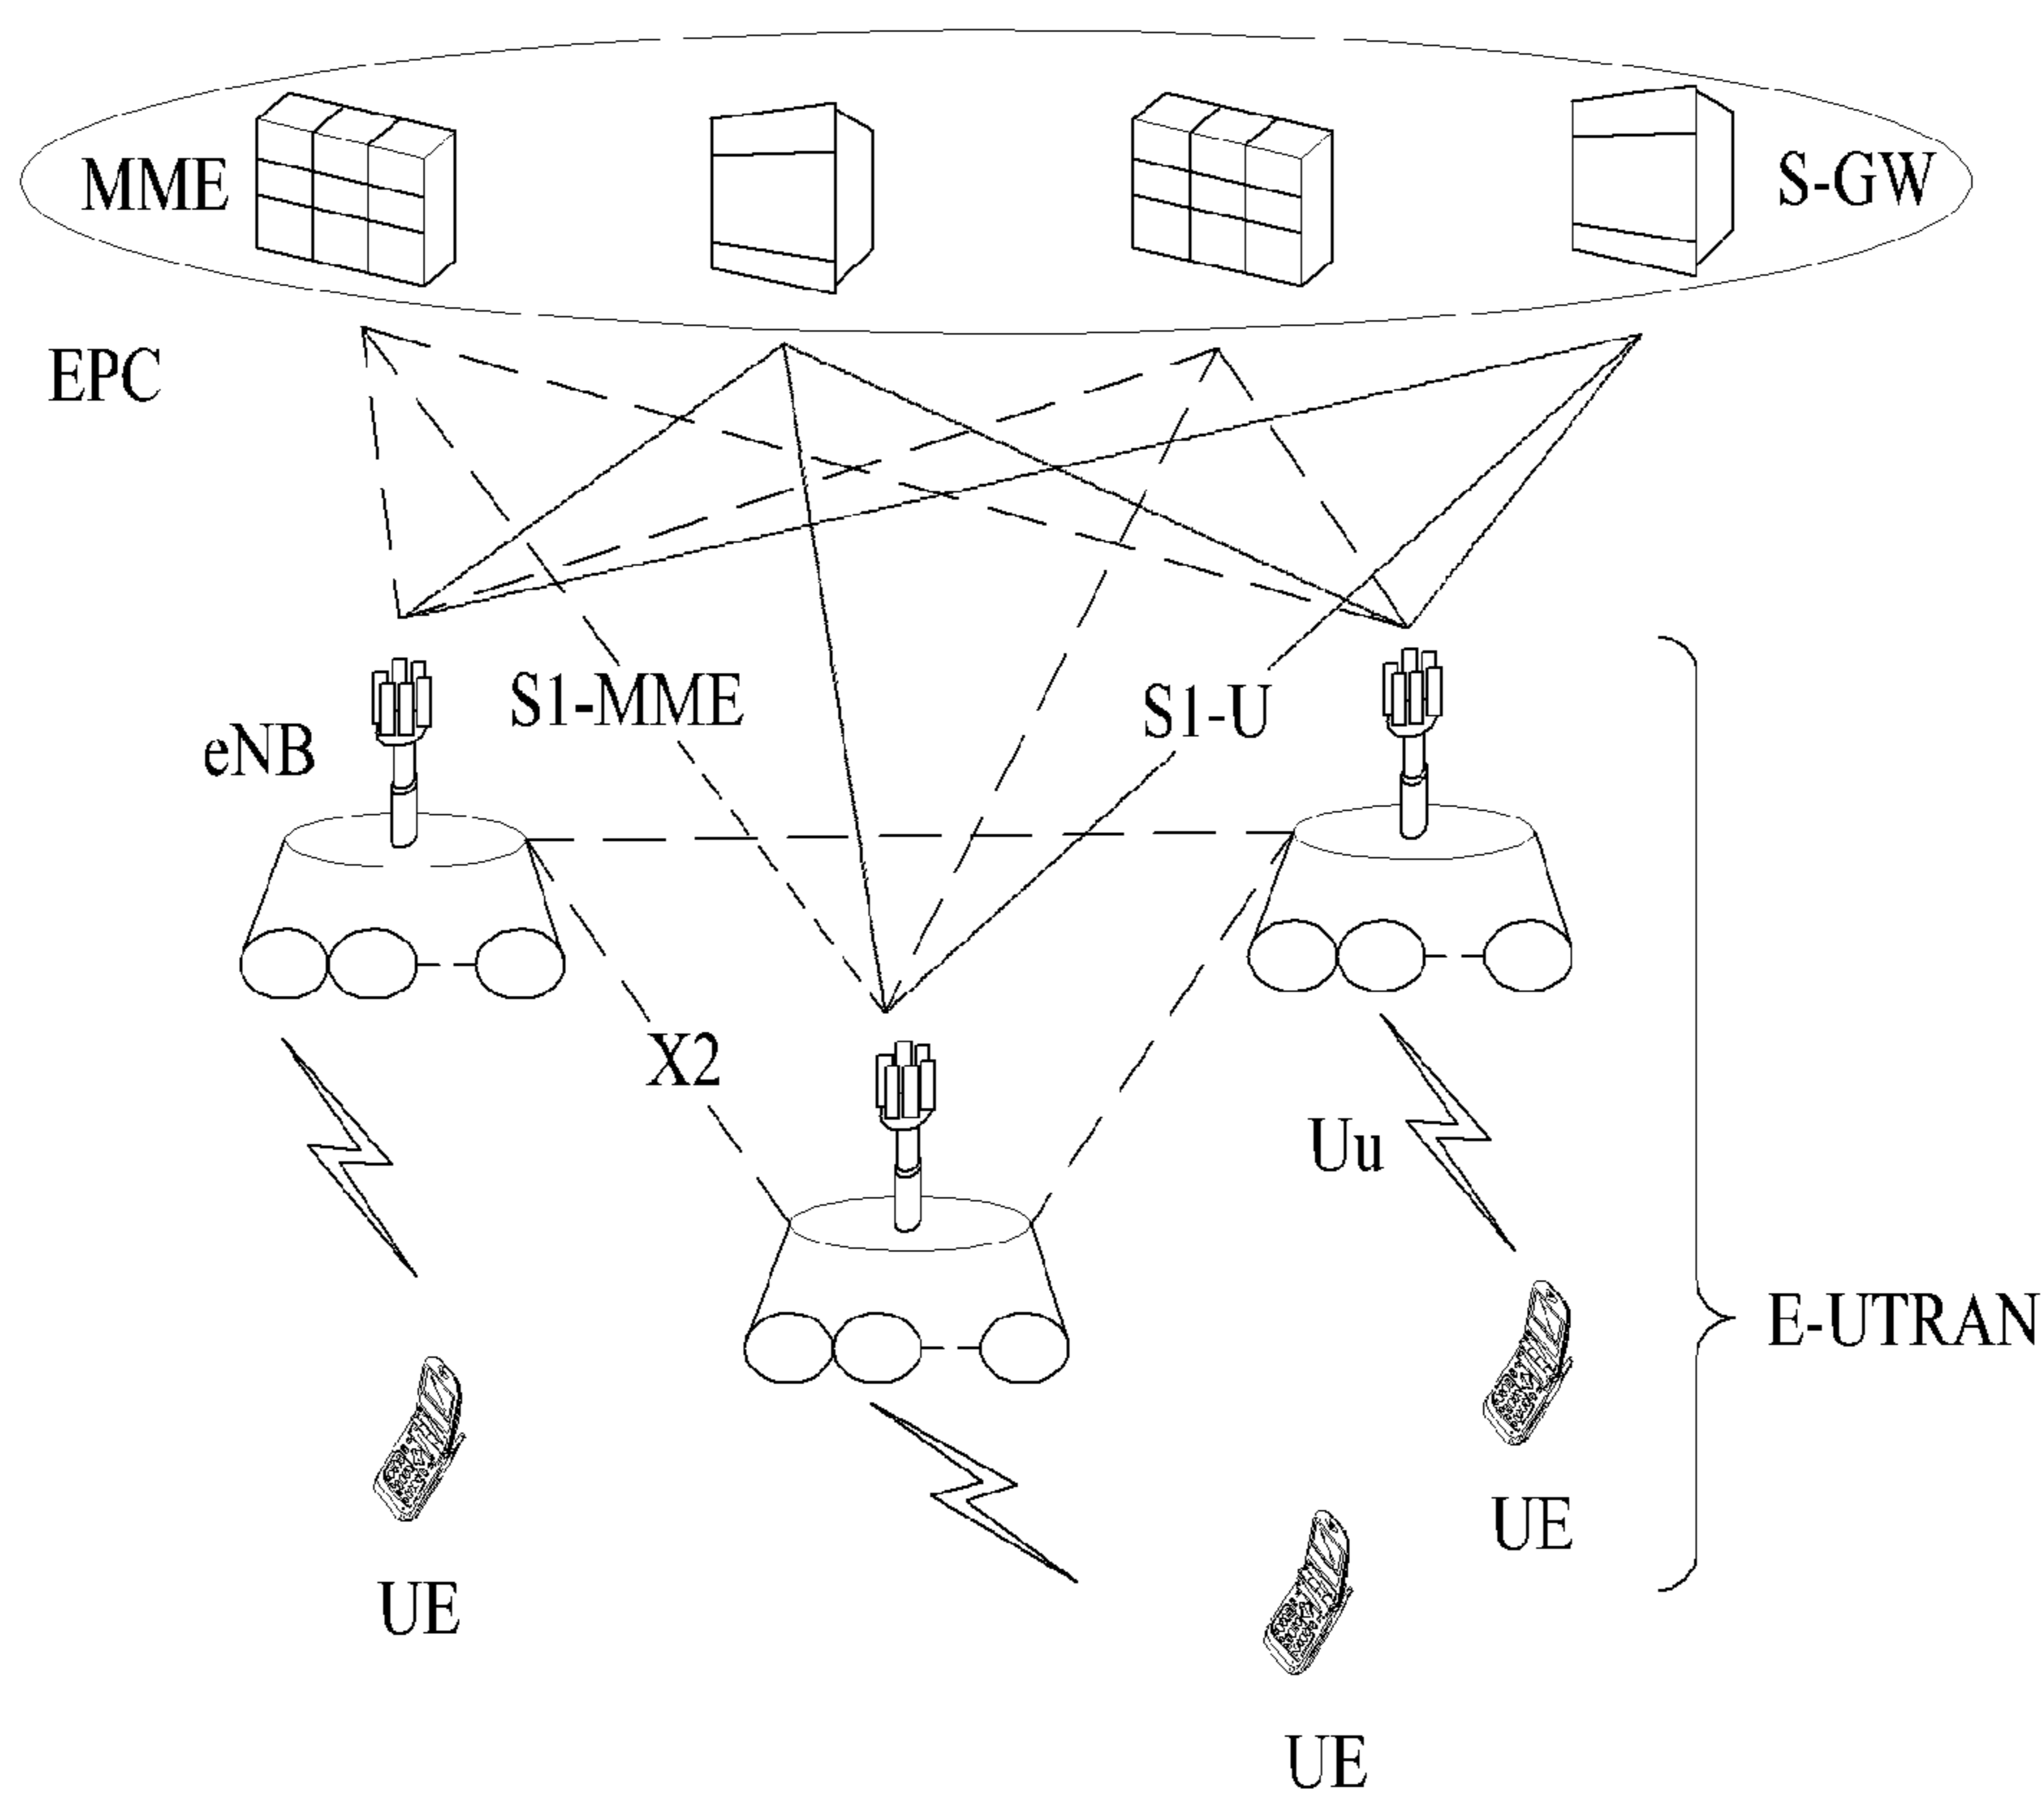 MME
S-GW
EPC
S1-MME
S1-U
eNB
X2
Uu
E-UTRAN
UE
UE
UE